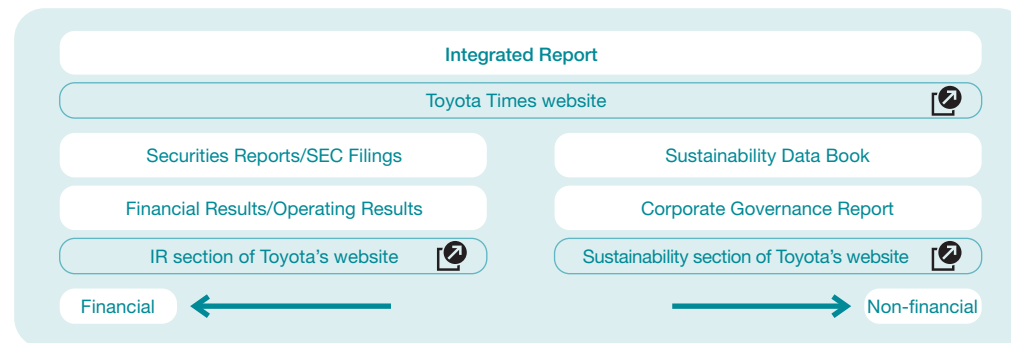 Integrated Report
Toyota Times website
Securities Reports/SEC Filings
Sustainability Data Book
Financial Results/Operating Results
Corporate Governance Report
IR section of Toyota’s website
Sustainability section of Toyota’s website
Financial
Non-financial